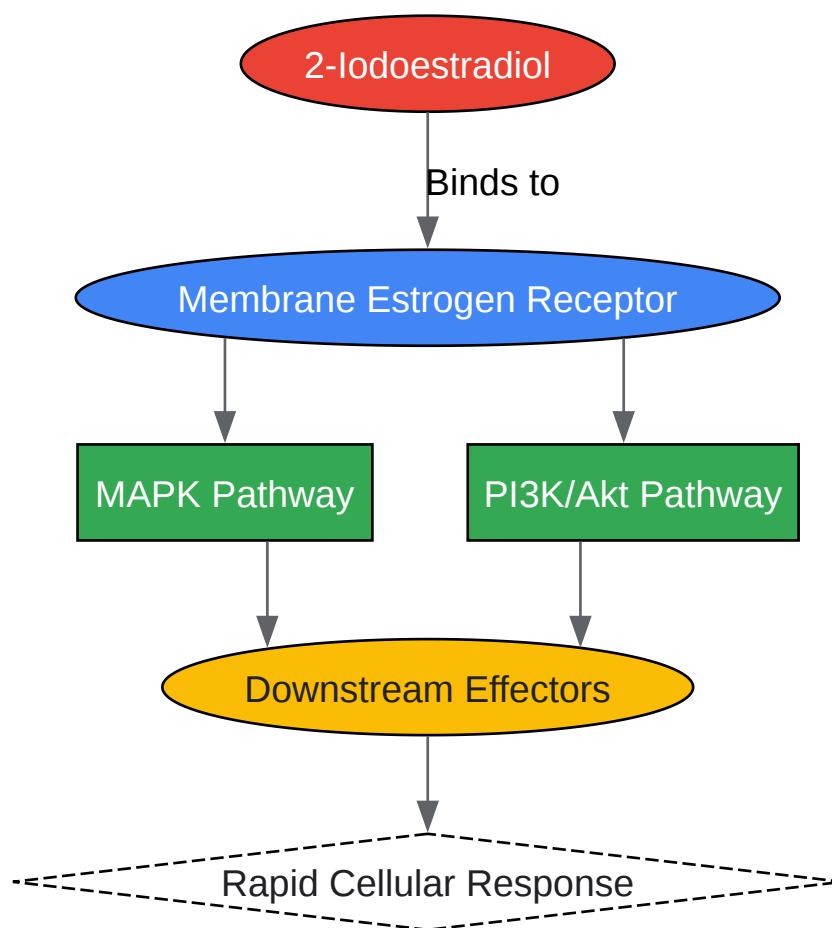 2-Iodoestradiol
Binds to
Membrane Estrogen Receptor
MAPK Pathway
PI3K/Akt Pathway
Downstream Effectors
Rapid Cellular Response